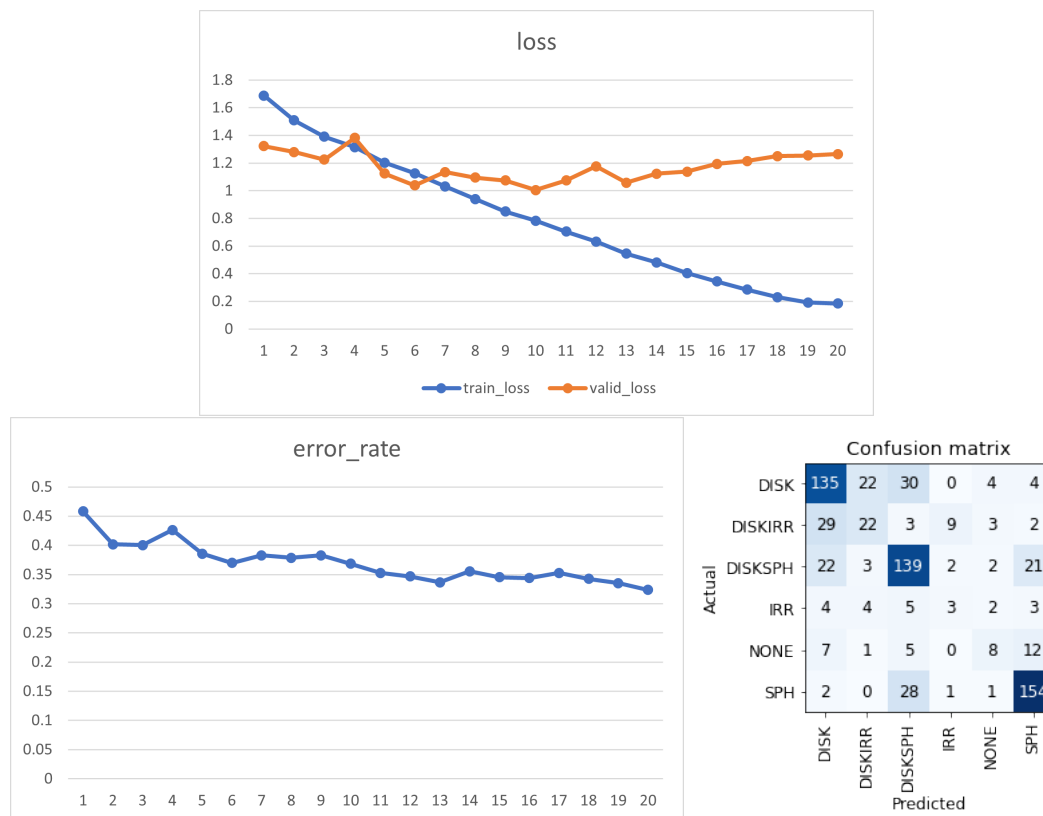 loss
1.8
1.6
1.4
1.2
1
0.8
0.6
0.4
0.2
0
1 2 3 4 5 6 7 8 9 10 11 12 13 14 15 16 17 18 19 20
train_loss valid_loss
error_rate
0.5
0.45
0.4
0.35
0.3
0.25
0.2
0.15
0.1
0.05
0
1 2 3 4 5 6 7 8 9 10 11 12 13 14 15 16 17 18 19 20
Confusion matrix
Actual
DISK 135 22 30 0 4 4
DISKIRR 29 22 3 9 3 2
DISKSPH 22 3 139 2 2 21
IRR 4 4 5 3 2 3
NONE 7 1 5 0 8 12
SPH 2 0 28 1 1 154
DISK DISKIRR DISKSPH IRR NONE SPH
Predicted